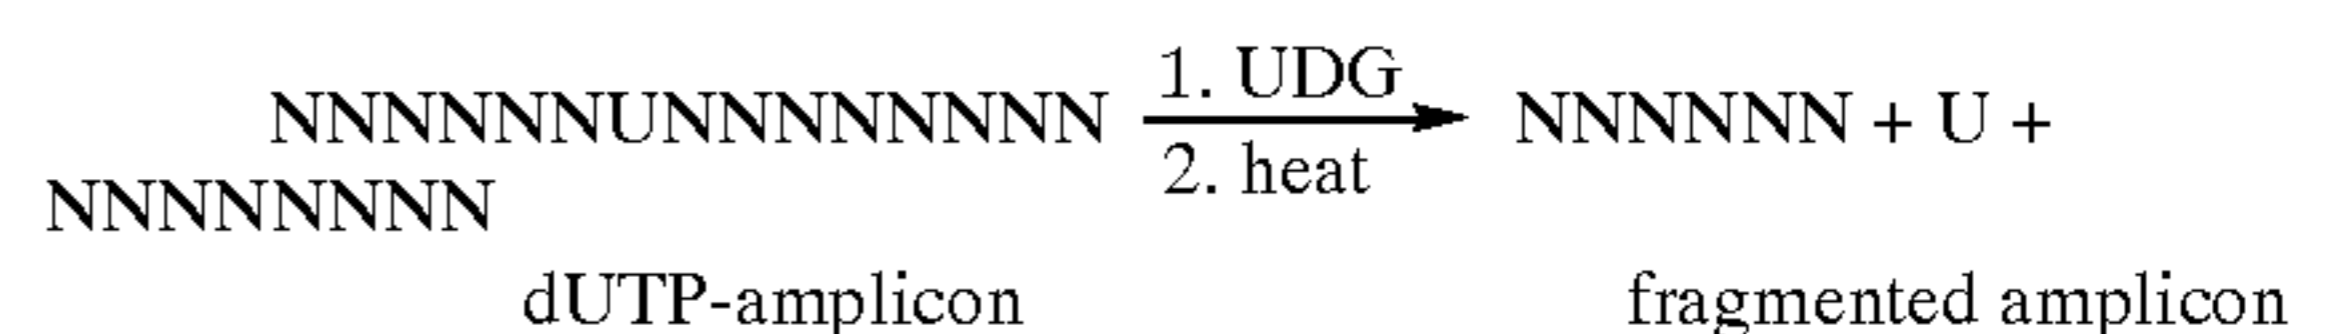 NNNNNNUNNNNNNNN 1. UDG 2. heat NNNNNN + U +
NNNNNNNN
dUTP-amplicon fragmented amplicon